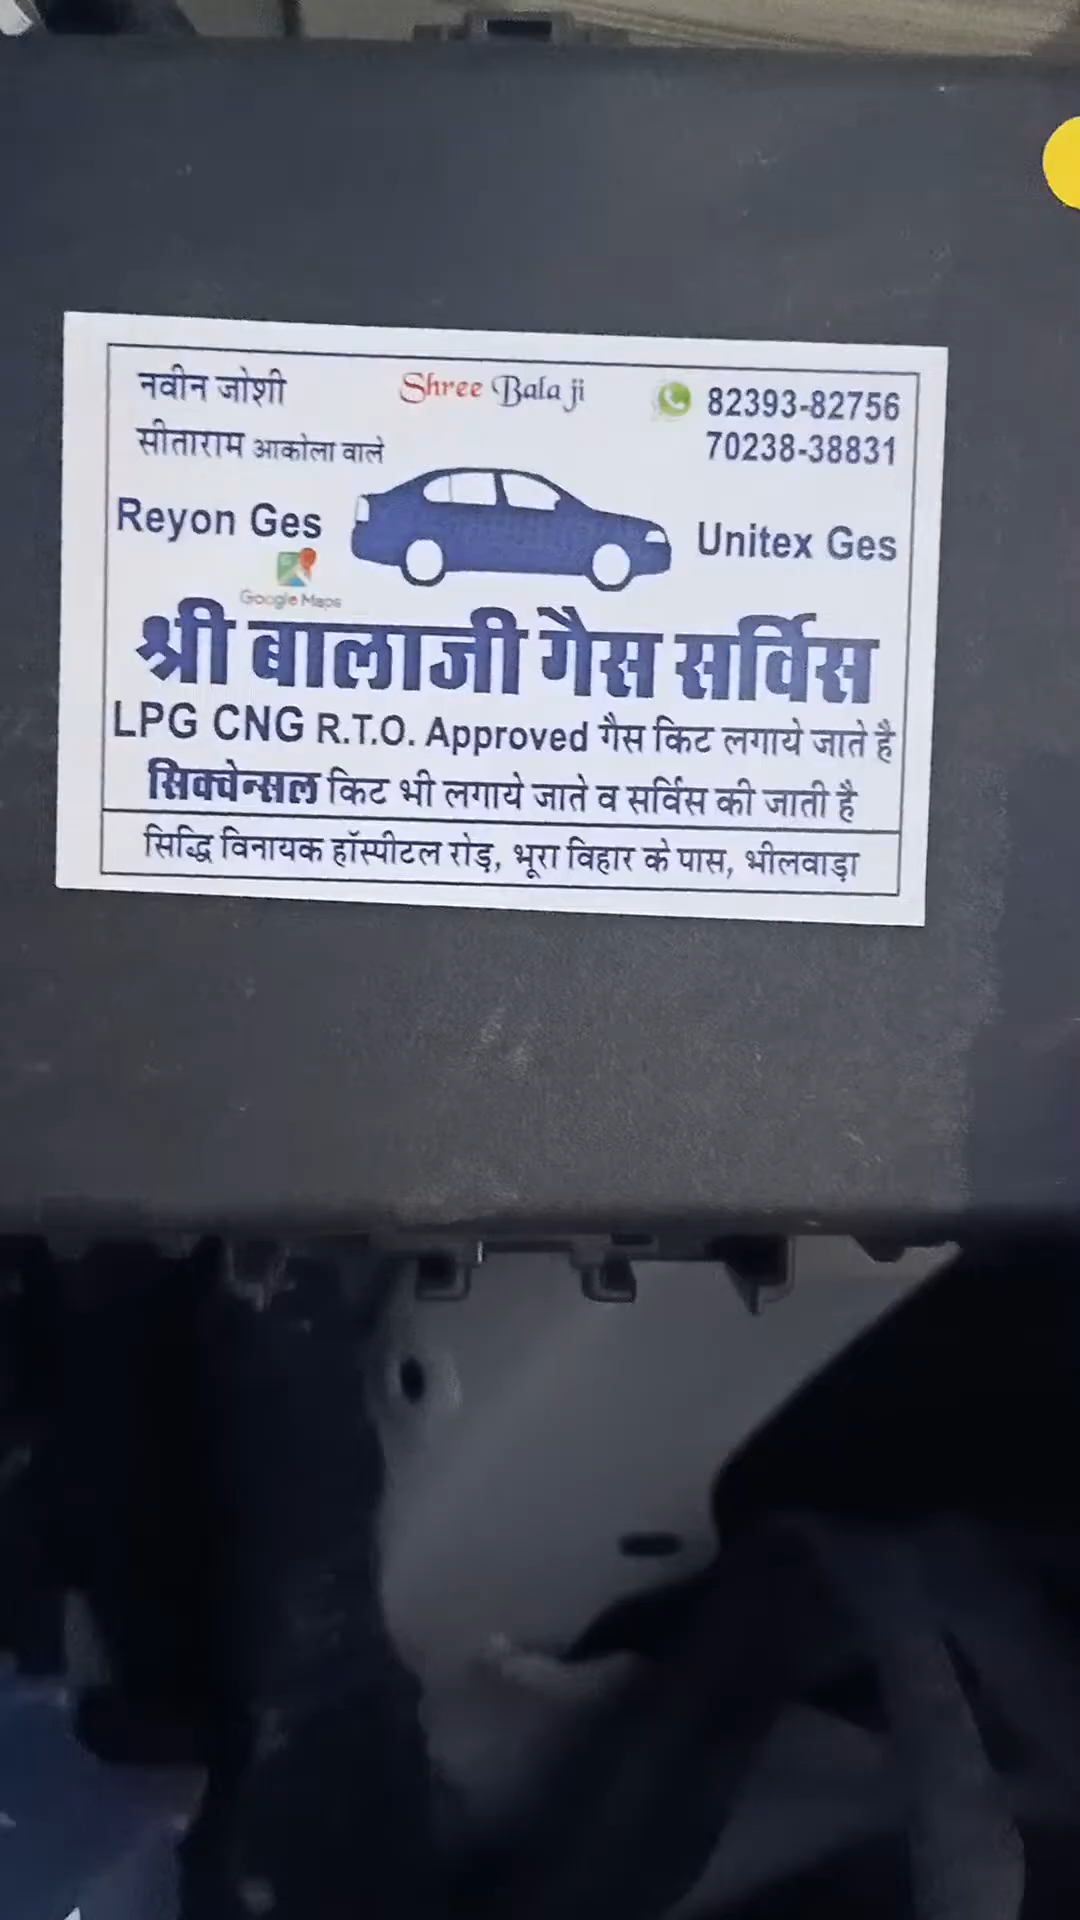 नवीन जोशी
Shree Bala ji
82393-82756
सीताराम आकोला वाले
70238-38831
Reyon Ges
Unitex Ges
Google Maps
श्री बालाजी गैस सर्विस
LPG CNG R.T.O. Approved गैस किट लगाये जाते है
सिक्वेन्सल किट भी लगाये जाते व सर्विस की जाती है
सिद्धि विनायक हॉस्पीटल रोड़, भूरा विहार के पास, भीलवाड़ा